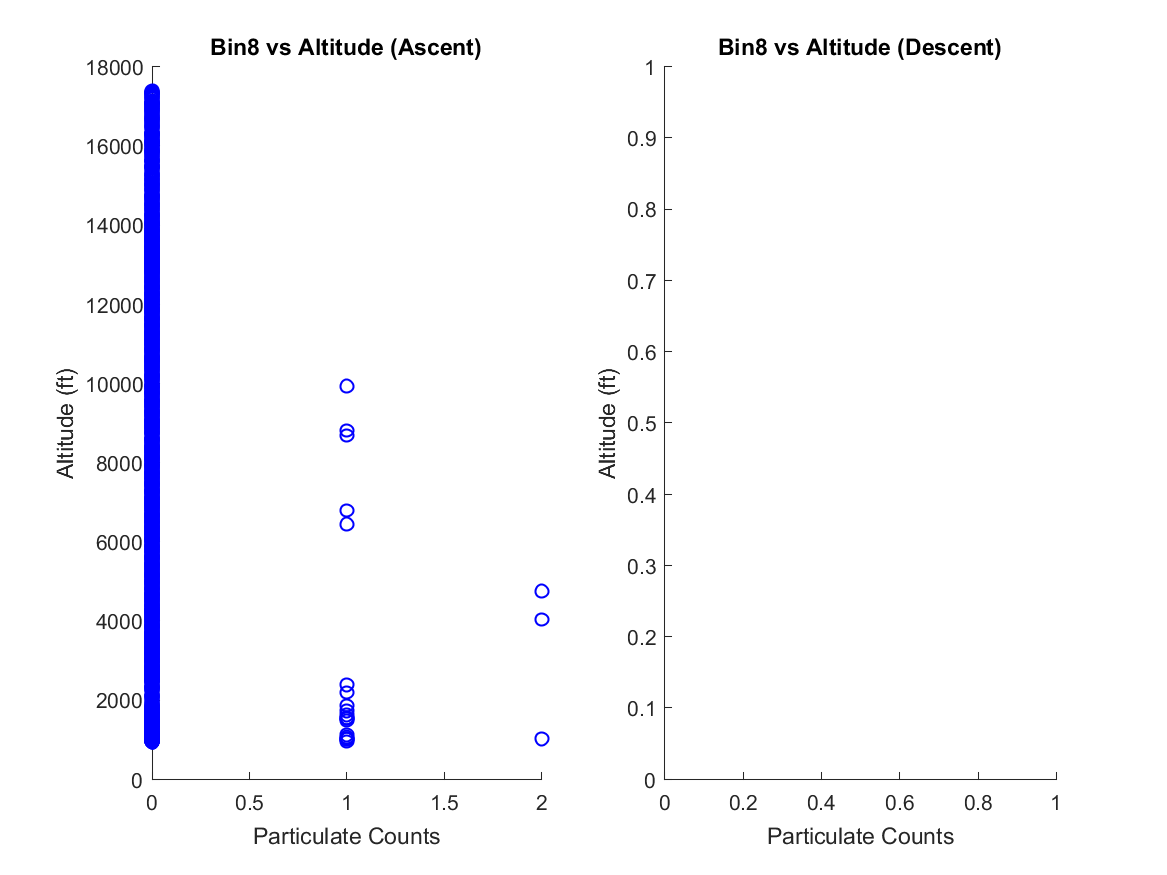 Bin8 vs Altitude (Ascent)
18000
16000
14000
12000
10000
8000
6000
4000
2000
0
Altitude (ft)
0 0.5 1 1.5 2
Particulate Counts
Bin8 vs Altitude (Descent)
1
0.9
0.8
0.7
0.6
0.5
0.4
0.3
0.2
0.1
0
Altitude (ft)
0 0.2 0.4 0.6 0.8 1
Particulate Counts